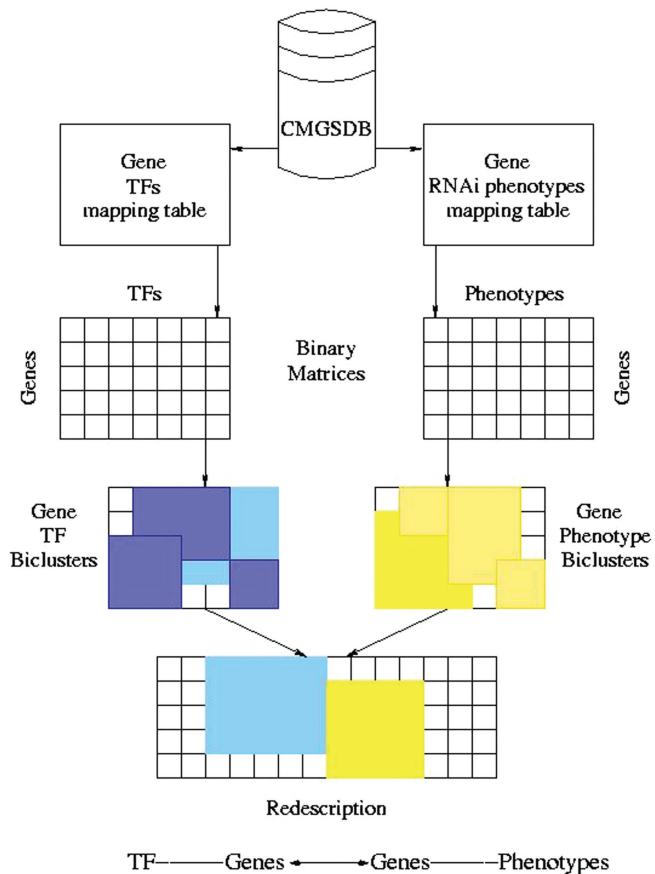 CMGSDB
Gene
TFs
mapping table
Gene
RNAi phenotypes
mapping table
TFs
Phenotypes
Genes
Binary
Matrices
Genes
Gene
TF
Biclusters
Gene
Phenotype
Biclusters
Redescription
TF Genes Genes Phenotypes